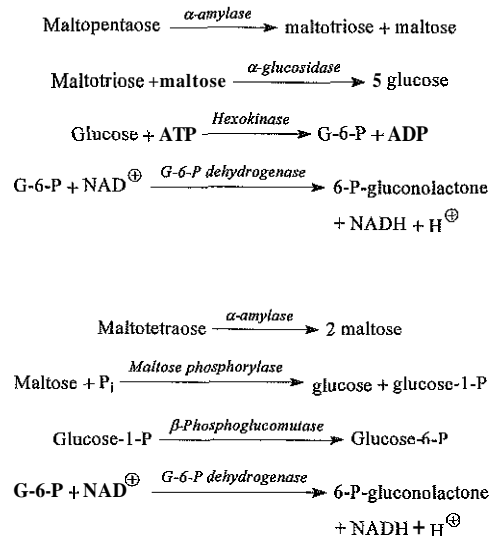 α-amylase
Maltopentaose → maltotriose + maltose
α-glucosidase
Maltotriose +maltose → 5 glucose
Hexokinase
Glucose + ATP → G-6-P + ADP
G-6-P dehydrogenase
G-6-P + NAD⊕ → 6-P-gluconolactone
+ NADH + H⊕
α-amylase
Maltotetraose → 2 maltose
Maltose phosphorylase
Maltose + Pi → glucose + glucose-1-P
β-Phosphoglucomutase
Glucose-1-P → Glucose-6-P
G-6-P dehydrogenase
G-6-P + NAD⊕ → 6-P-gluconolactone
+ NADH + H⊕